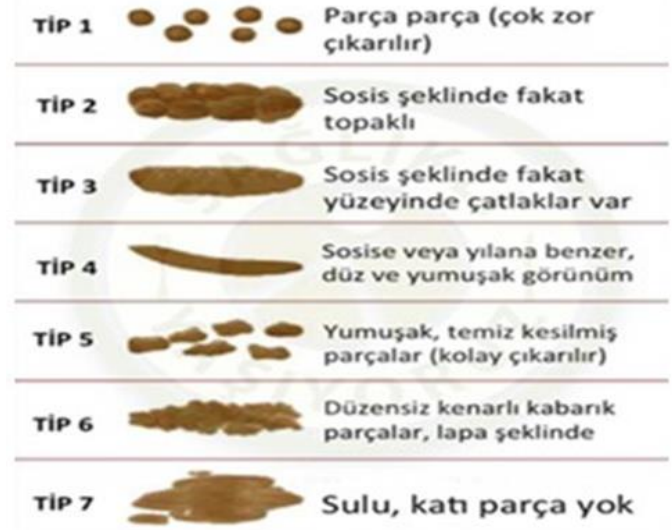 TİP 1
Parça parça (çok zor
çıkarılır)
TİP 2
Sosis şeklinde fakat
topaklı
TİP 3
Sosis şeklinde fakat
yüzeyinde çatlaklar var
TİP 4
Sosise veya yılana benzer,
düz ve yumuşak görünüm
TİP 5
Yumuşak, temiz kesilmiş
parçalar (kolay çıkarılır)
TİP 6
Düzensiz kenarlı kabarık
parçalar, lapa şeklinde
TİP 7
Sulu, katı parça yok
SAĞLIK